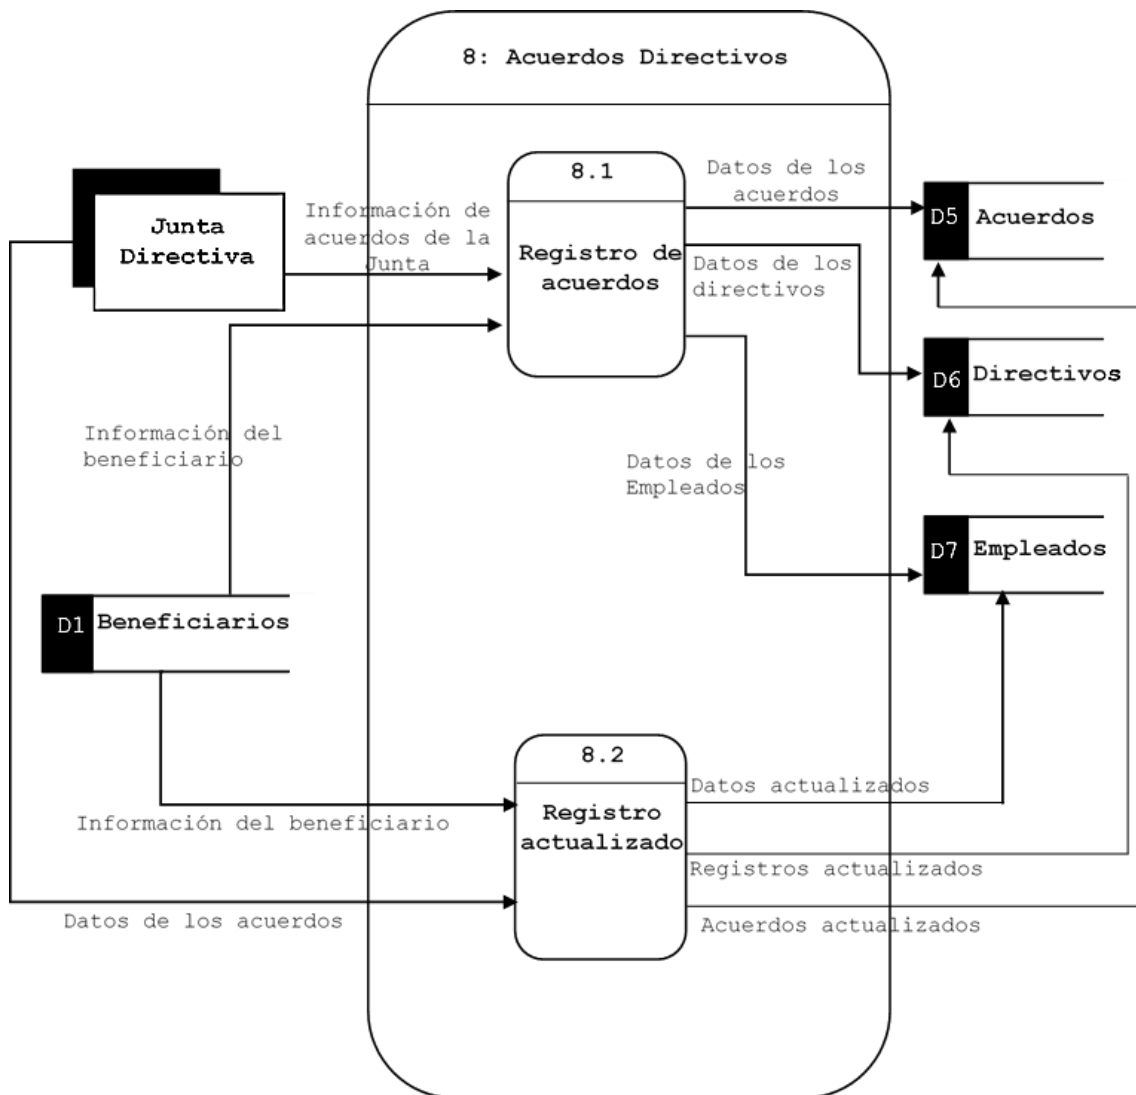 8: Acuerdos Directivos
8.1
Registro de
acuerdos
Junta
Directiva
Información de
acuerdos de la
Junta
Datos de los
acuerdos
Datos de los
directivos
D5 Acuerdos
D6 Directivos
Información del
beneficiario
Datos de los
Empleados
D7 Empleados
D1 Beneficiarios
8.2
Registro
actualizado
Información del beneficiario
Datos de los acuerdos
Datos actualizados
Registros actualizados
Acuerdos actualizados